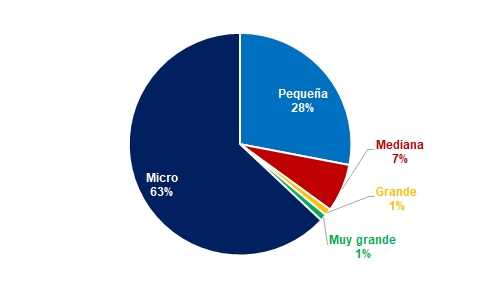 Pequeña
28%
Mediana
7%
Grande
1%
Muy grande
1%
Micro
63%